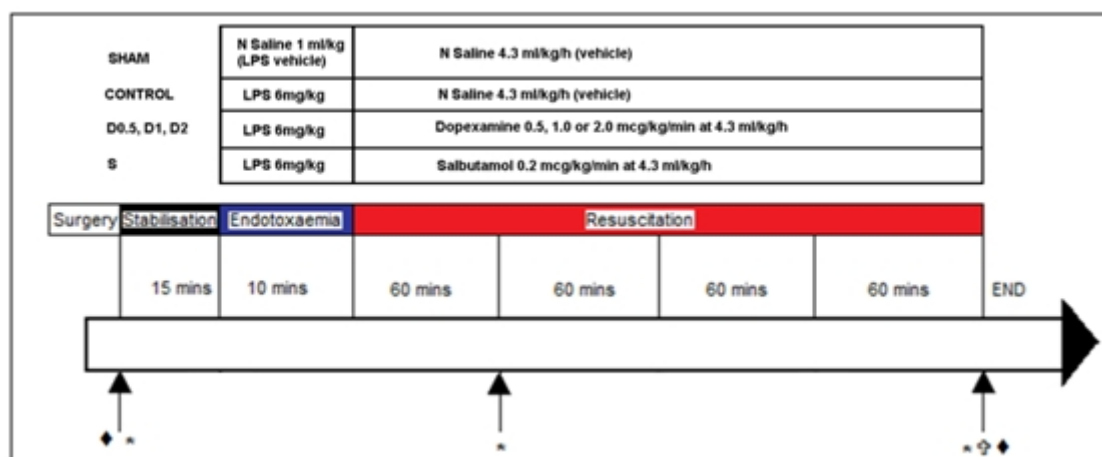 SHAM N Saline 1 ml/kg (LPS vehicle) N Saline 4.3 ml/kg/h (vehicle)
CONTROL LPS 6mg/kg N Saline 4.3 ml/kg/h (vehicle)
D0.5, D1, D2 LPS 6mg/kg Dopexamine 0.5, 1.0 or 2.0 mcg/kg/min at 4.3 ml/kg/h
S LPS 6mg/kg Salbutamol 0.2 mcg/kg/min at 4.3 ml/kg/h
Surgery Stabilisation Endotoxaemia Resuscitation
15 mins 10 mins 60 mins 60 mins 60 mins 60 mins END
♦ * * * ✞ ♦